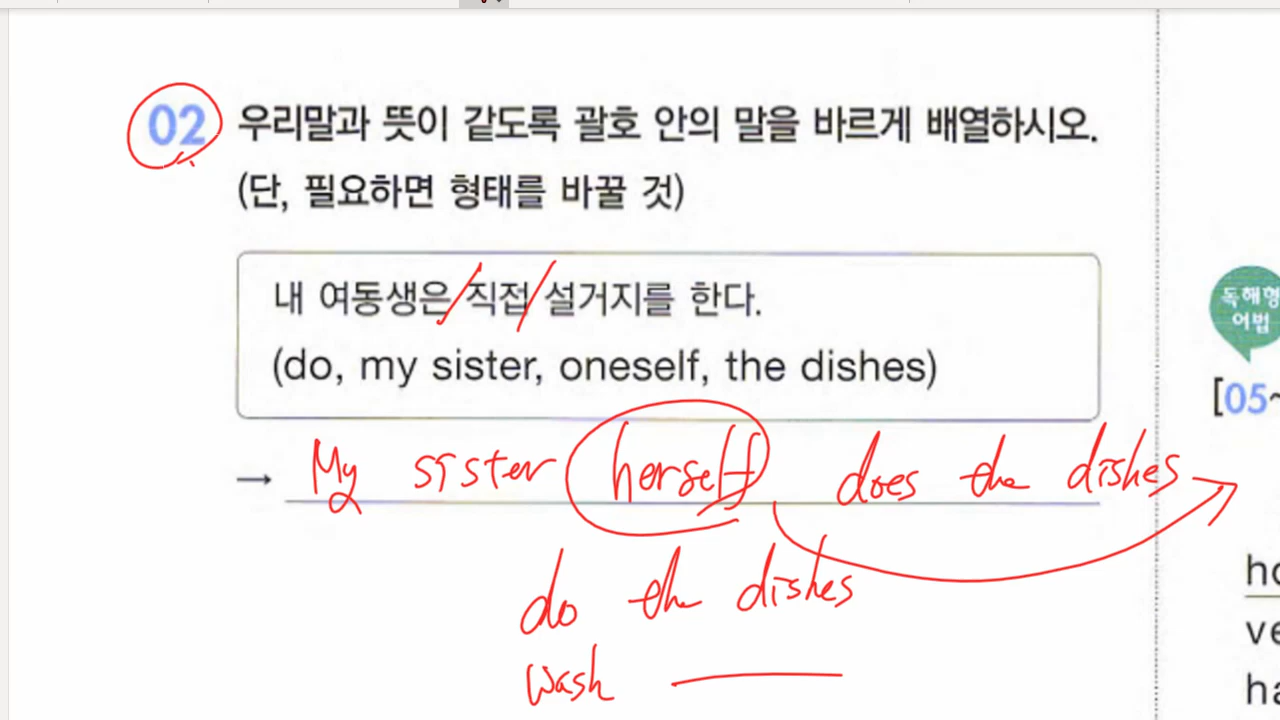 02 우리말과 뜻이 같도록 괄호 안의 말을 바르게 배열하시오.
(단, 필요하면 형태를 바꿀 것)
내 여동생은/직접/설거지를 한다.
(do, my sister, oneself, the dishes)
→ My sister herself does the dishes
do the dishes
wash
독해형
어법
[05~